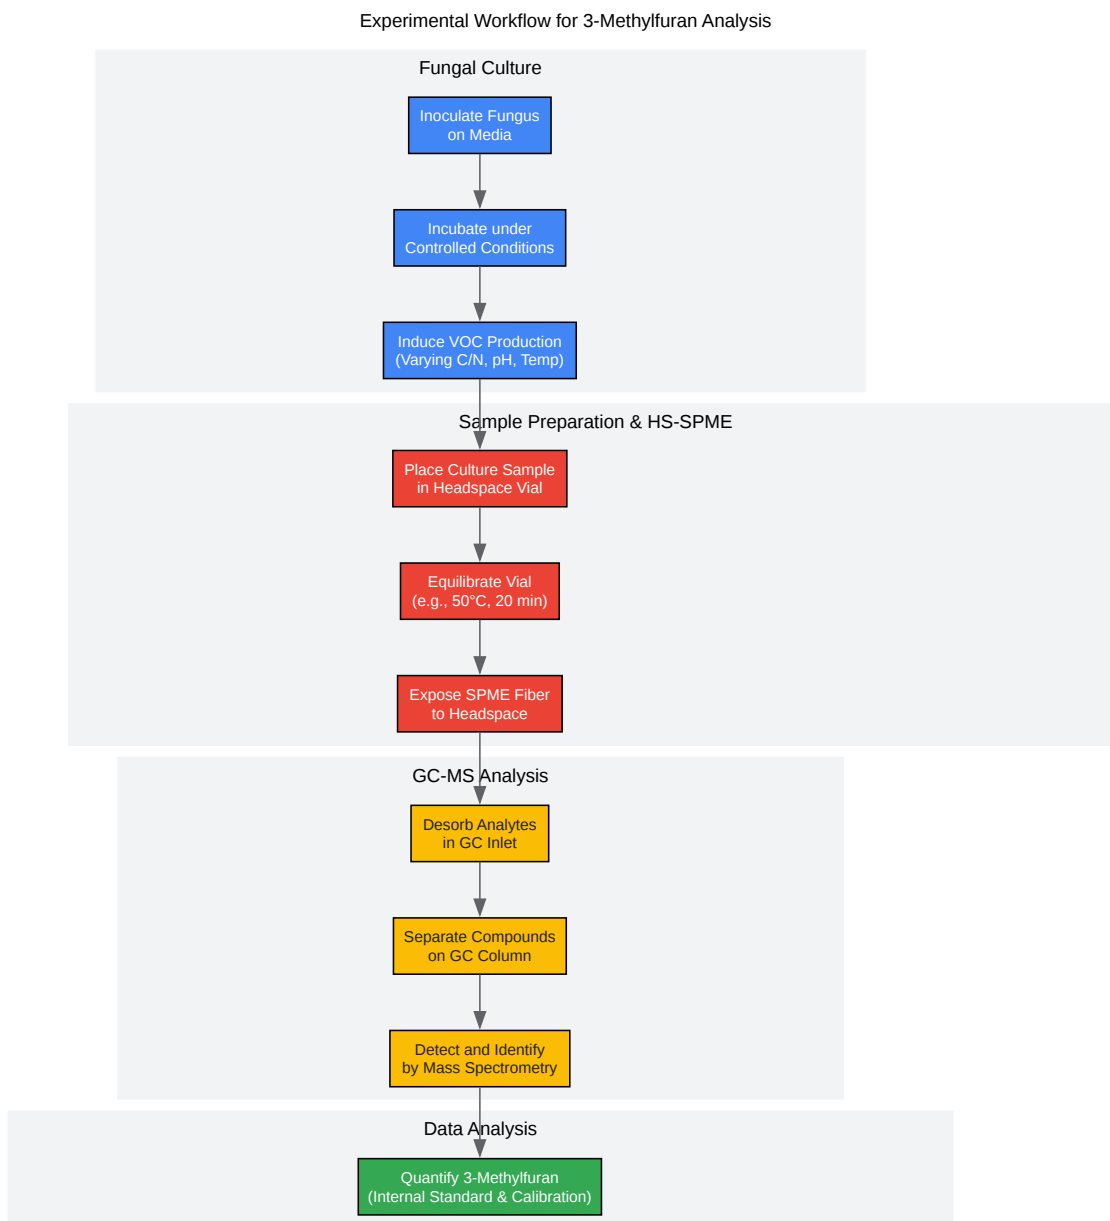 Experimental Workflow for 3-Methylfuran Analysis
Fungal Culture
Inoculate Fungus
on Media
Incubate under
Controlled Conditions
Induce VOC Production
(Varying C/N, pH, Temp)
Sample Preparation & HS-SPME
Place Culture Sample
in Headspace Vial
Equilibrate Vial
(e.g., 50°C, 20 min)
Expose SPME Fiber
to Headspace
GC-MS Analysis
Desorb Analytes
in GC Inlet
Separate Compounds
on GC Column
Detect and Identify
by Mass Spectrometry
Data Analysis
Quantify 3-Methylfuran
(Internal Standard & Calibration)